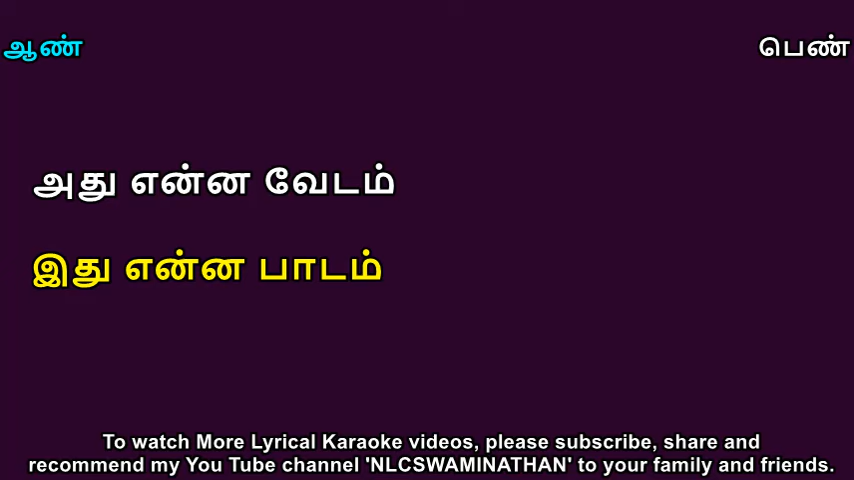 ஆண்
பெண்
அது என்ன வேடம்
இது என்ன பாடம்
To watch More Lyrical Karaoke videos, please subscribe, share and
recommend my You Tube channel 'NLCSWAMINATHAN' to your family and friends.